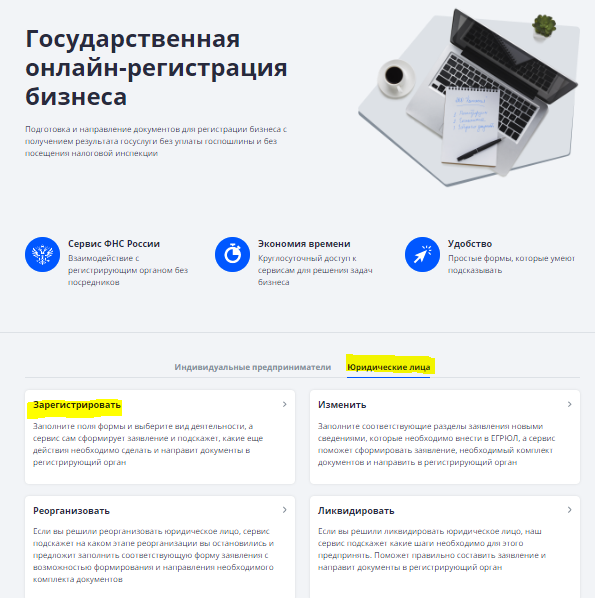 Государственная
онлайн-регистрация
бизнеса
Подготовка и направление документов для регистрации бизнеса с
получением результата госуслуги без уплаты госпошлины и без
посещения налоговой инспекции
Сервис ФНС России
Взаимодействие с
регистрирующим органом без
посредников
Экономия времени
Круглосуточный доступ к
сервисам для решения задач
бизнеса
Удобство
Простые формы, которые умеют
подсказывать
Индивидуальные предприниматели
Юридические лица
Зарегистрировать
Заполните поля формы и выберите вид деятельности, а
сервис сам сформирует заявление и подскажет, какие еще
действия необходимо сделать и направит документы в
регистрирующий орган
Изменить
Заполните соответствующие разделы заявления новыми
сведениями, которые необходимо внести в ЕГРЮЛ, а сервис
поможет сформировать заявление, необходимый комплект
документов и направить в регистрирующий орган
Реорганизовать
Если вы решили реорганизовать юридическое лицо, сервис
подскажет на каком этапе реорганизации вы остановились и
предложит заполнить соответствующую форму заявления с
возможностью формирования и направления необходимого
комплекта документов
Ликвидировать
Если вы решили ликвидировать юридическое лицо, наш
сервис подскажет какие шаги необходимо для этого
предпринять. Поможет правильно составить заявление и
направит документы в регистрирующий орган